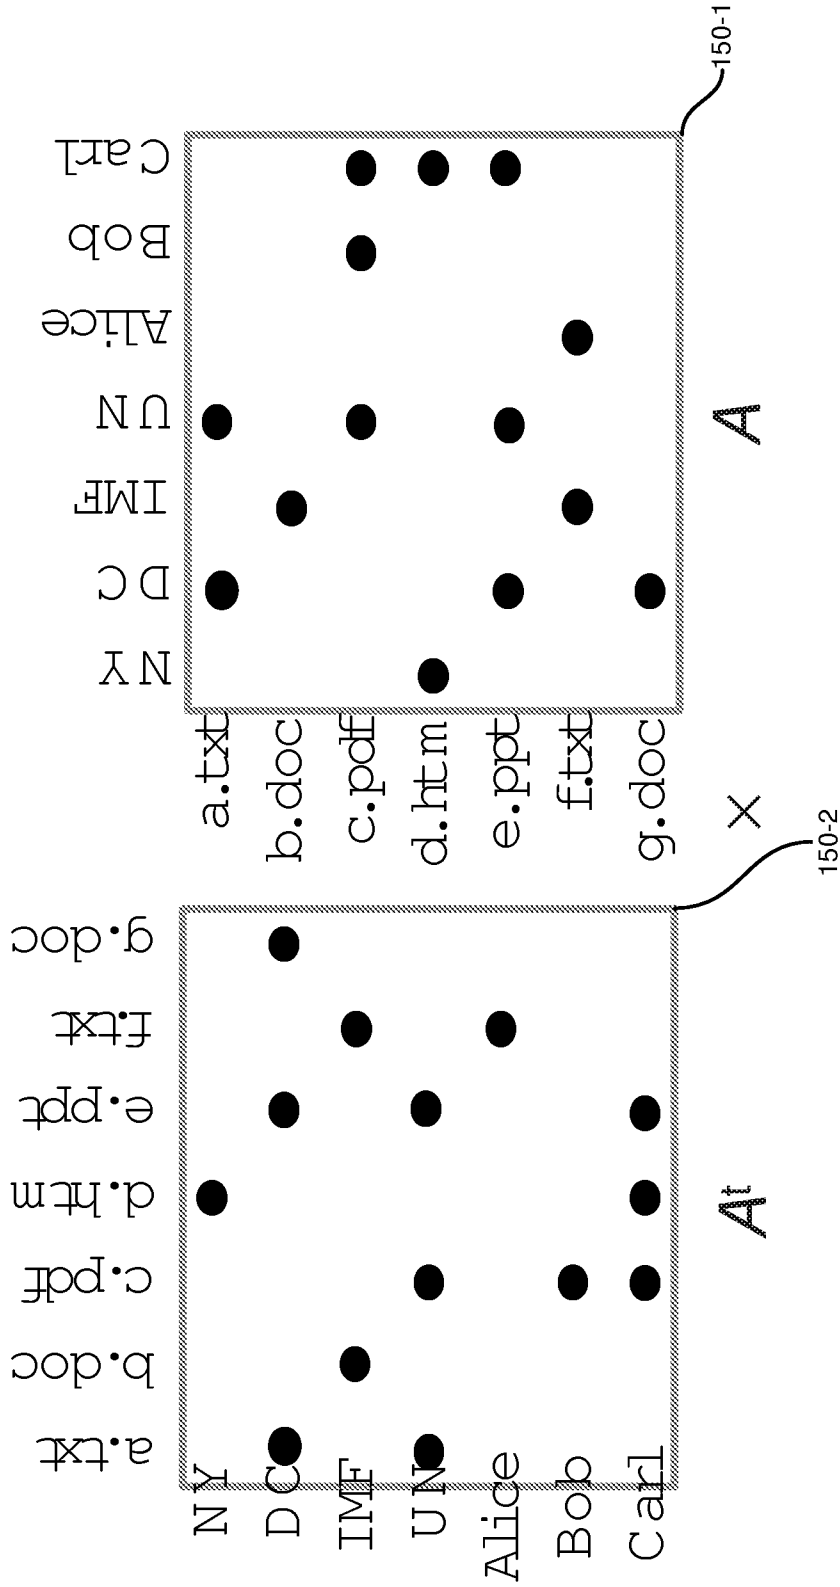 a.txt
b.doc
c.pdf
d.htm
e.ppt
f.txt
g.doc
NY
DC
IMF
UN
Alice
Bob
Carl
At
150-2
×
NY
DC
IMF
UN
Alice
Bob
Carl
a.txt
b.doc
c.pdf
d.htm
e.ppt
f.txt
g.doc
A
150-1